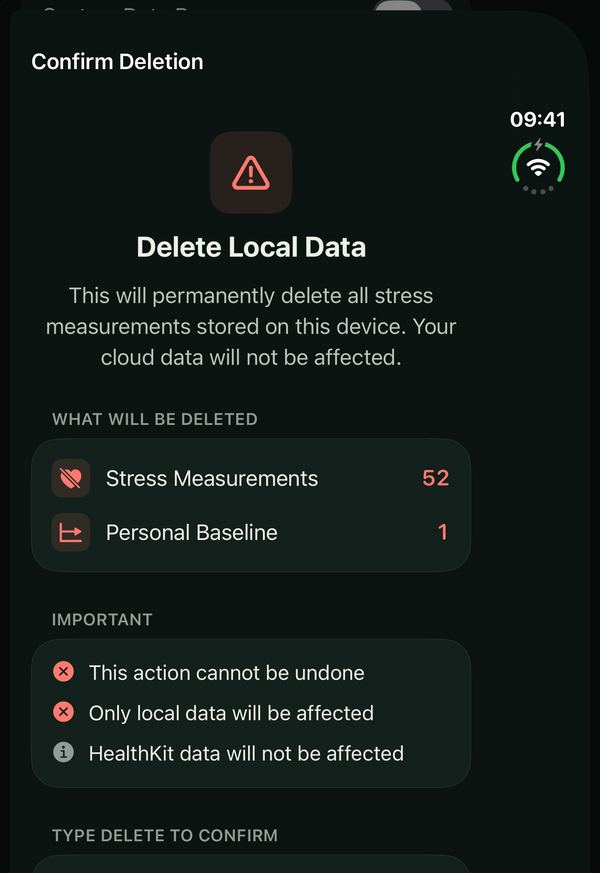 Confirm Deletion
09:41
Delete Local Data
This will permanently delete all stress
measurements stored on this device. Your
cloud data will not be affected.
WHAT WILL BE DELETED
Stress Measurements 52
Personal Baseline 1
IMPORTANT
This action cannot be undone
Only local data will be affected
HealthKit data will not be affected
TYPE DELETE TO CONFIRM